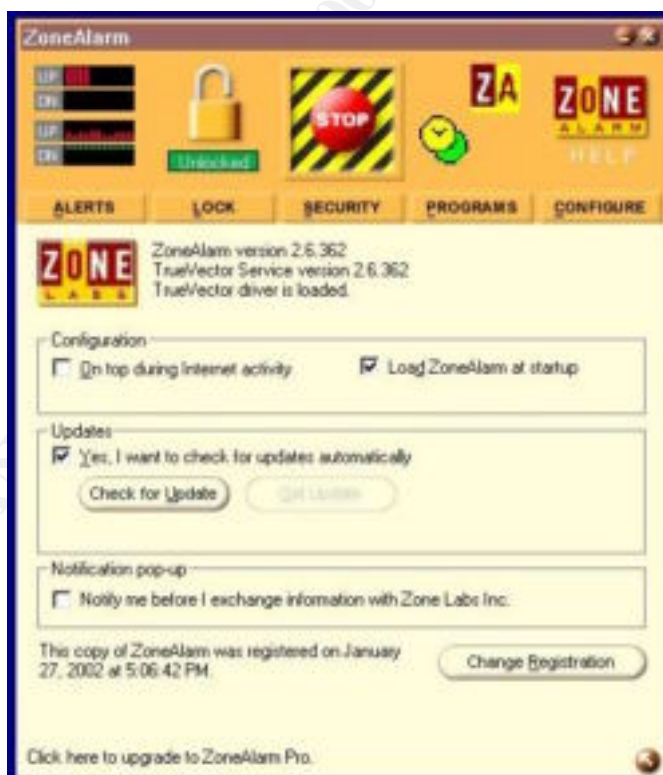 ZoneAlarm
UP
DN
UP
DN
Unlocked
STOP
ZA
ZONE
ALARM
HELP
ALERTS
LOCK
SECURITY
PROGRAMS
CONFIGURE
ZONE
LABS
ZoneAlarm version 2.6.362
TrueVector Service version 2.6.362
TrueVector driver is loaded.
Configuration
On top during Internet activity
Load ZoneAlarm at startup
Updates
Yes, I want to check for updates automatically
Check for Update
Get Update
Notification pop-up
Notify me before I exchange information with Zone Labs Inc.
This copy of ZoneAlarm was registered on January
27, 2002 at 5:06:42 PM.
Change Registration
Click here to upgrade to ZoneAlarm Pro.